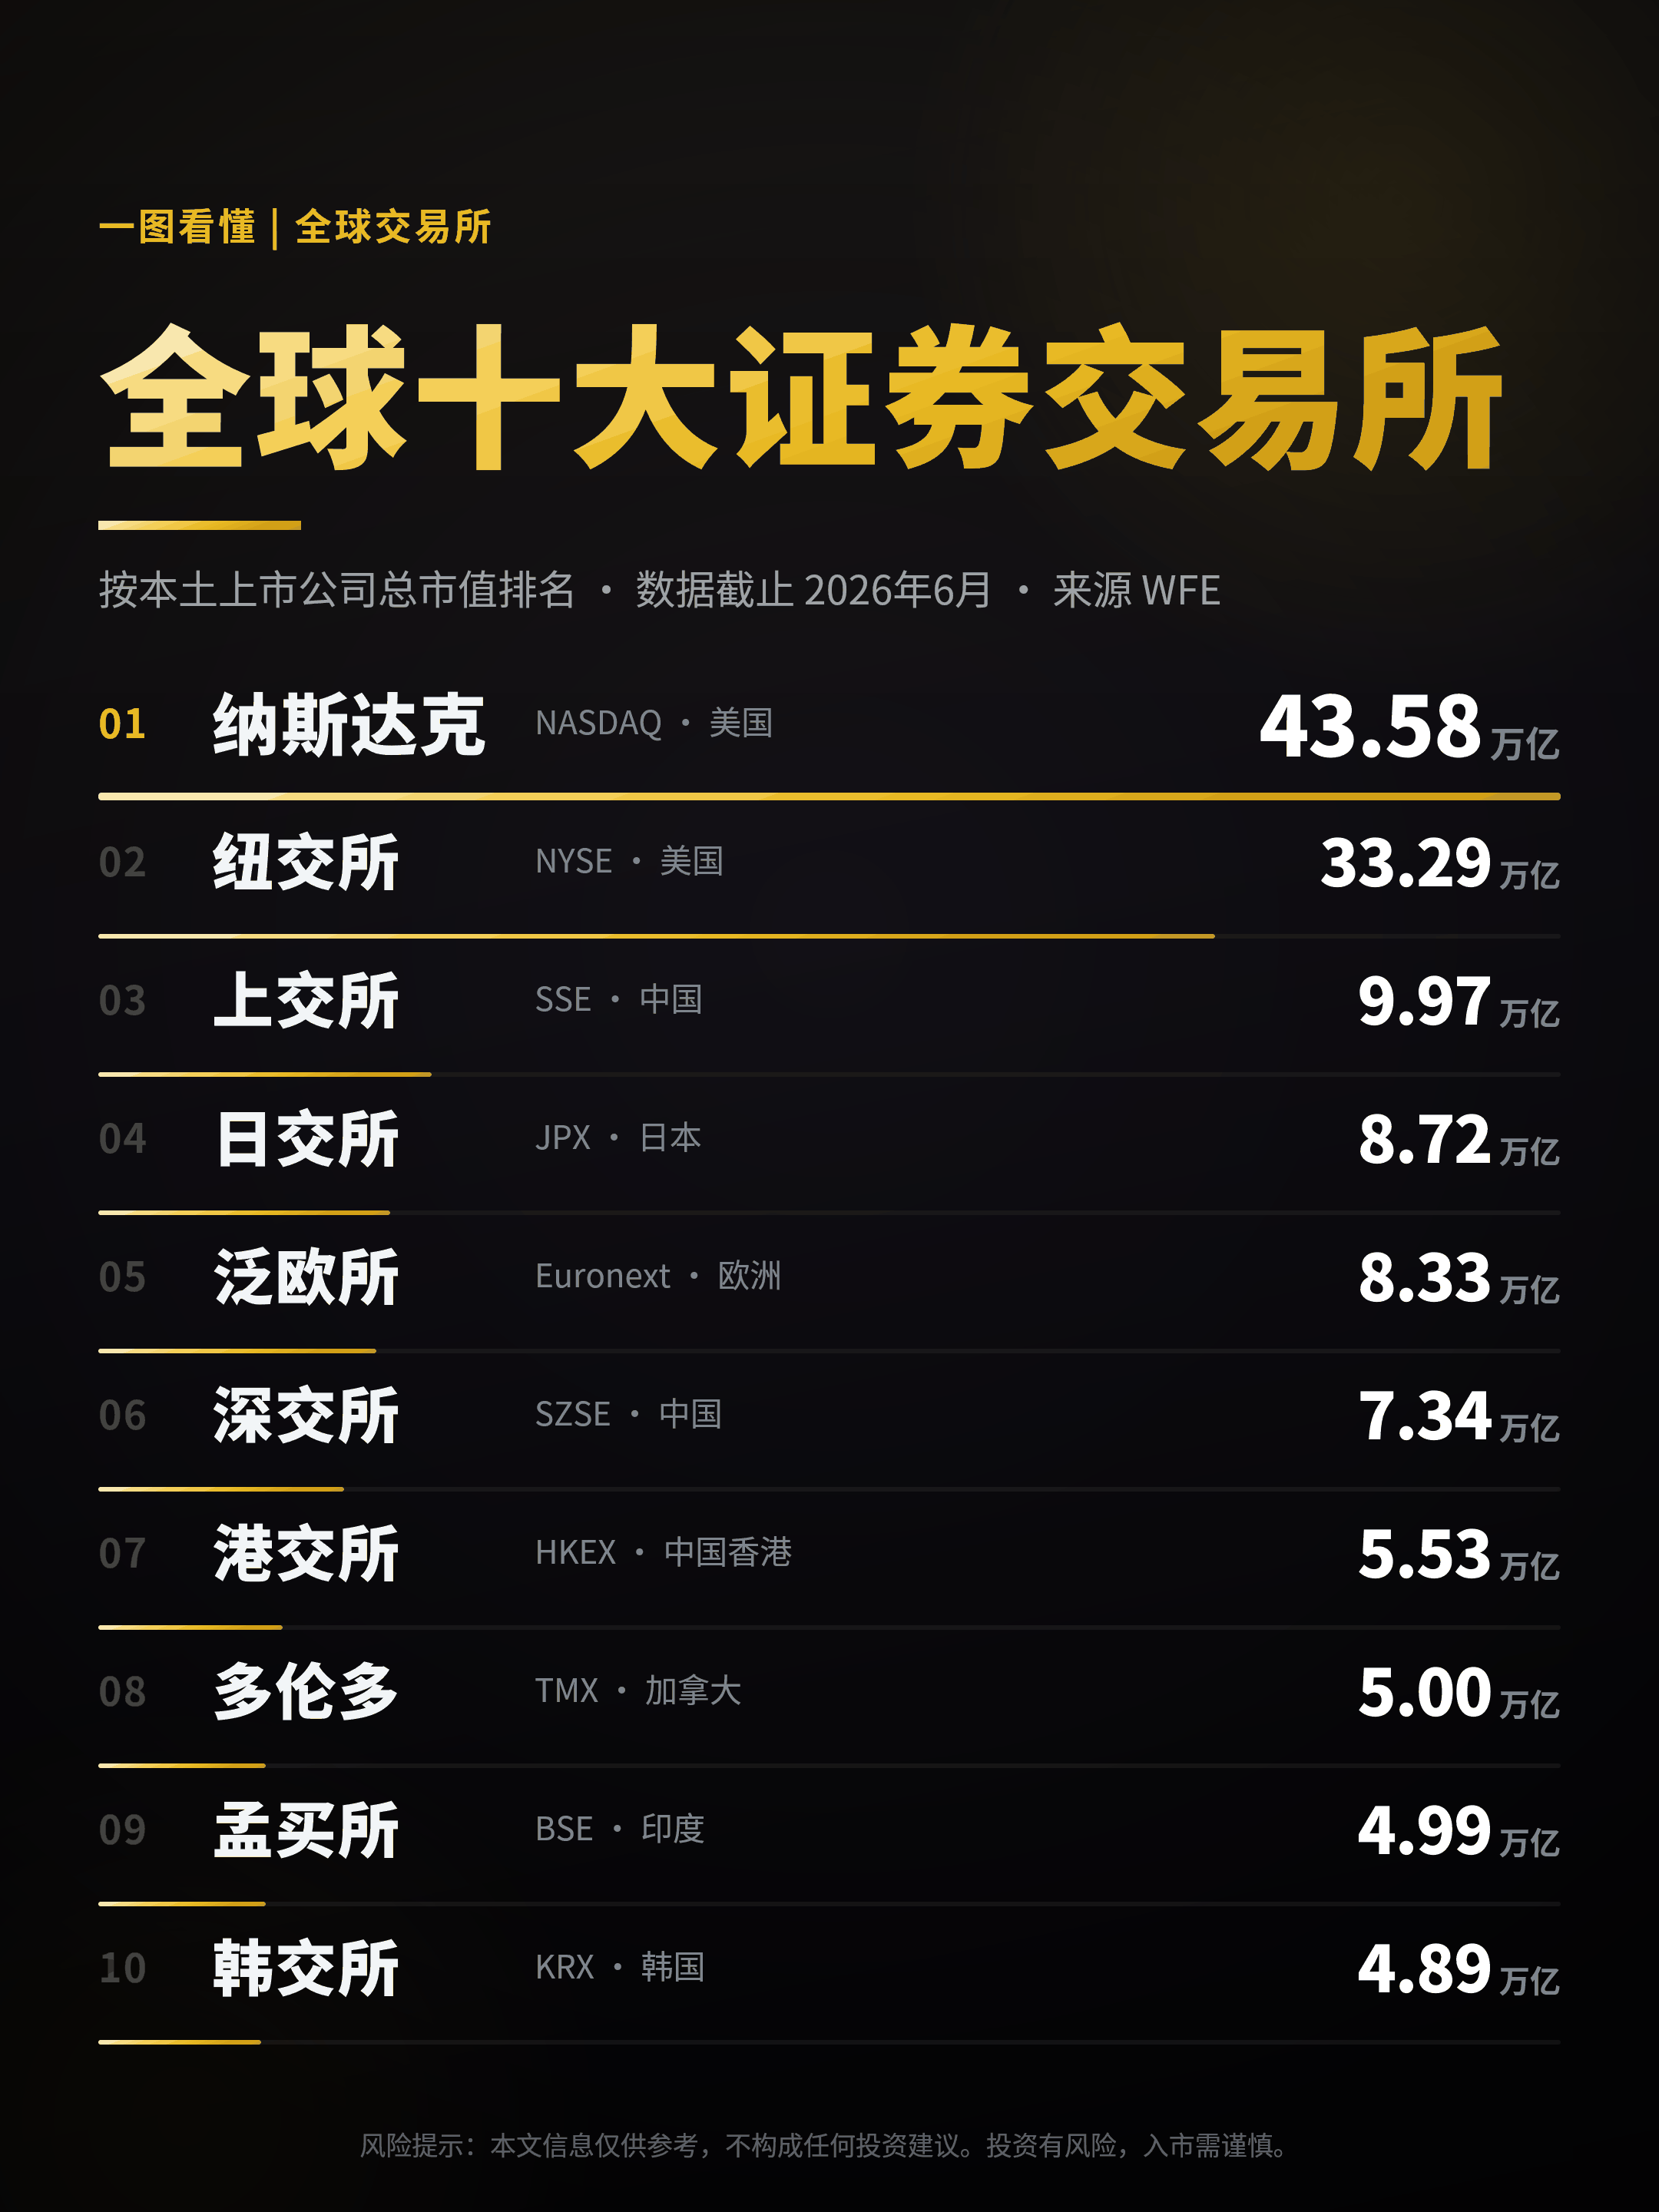 一图看懂 | 全球交易所
全球十大证券交易所
按本土上市公司总市值排名 · 数据截止 2026年6月 · 来源 WFE
01 纳斯达克 NASDAQ · 美国 43.58 万亿
02 纽交所 NYSE · 美国 33.29 万亿
03 上交所 SSE · 中国 9.97 万亿
04 日交所 JPX · 日本 8.72 万亿
05 泛欧所 Euronext · 欧洲 8.33 万亿
06 深交所 SZSE · 中国 7.34 万亿
07 港交所 HKEX · 中国香港 5.53 万亿
08 多伦多 TMX · 加拿大 5.00 万亿
09 孟买所 BSE · 印度 4.99 万亿
10 韩交所 KRX · 韩国 4.89 万亿
风险提示：本文信息仅供参考，不构成任何投资建议。投资有风险，入市需谨慎。